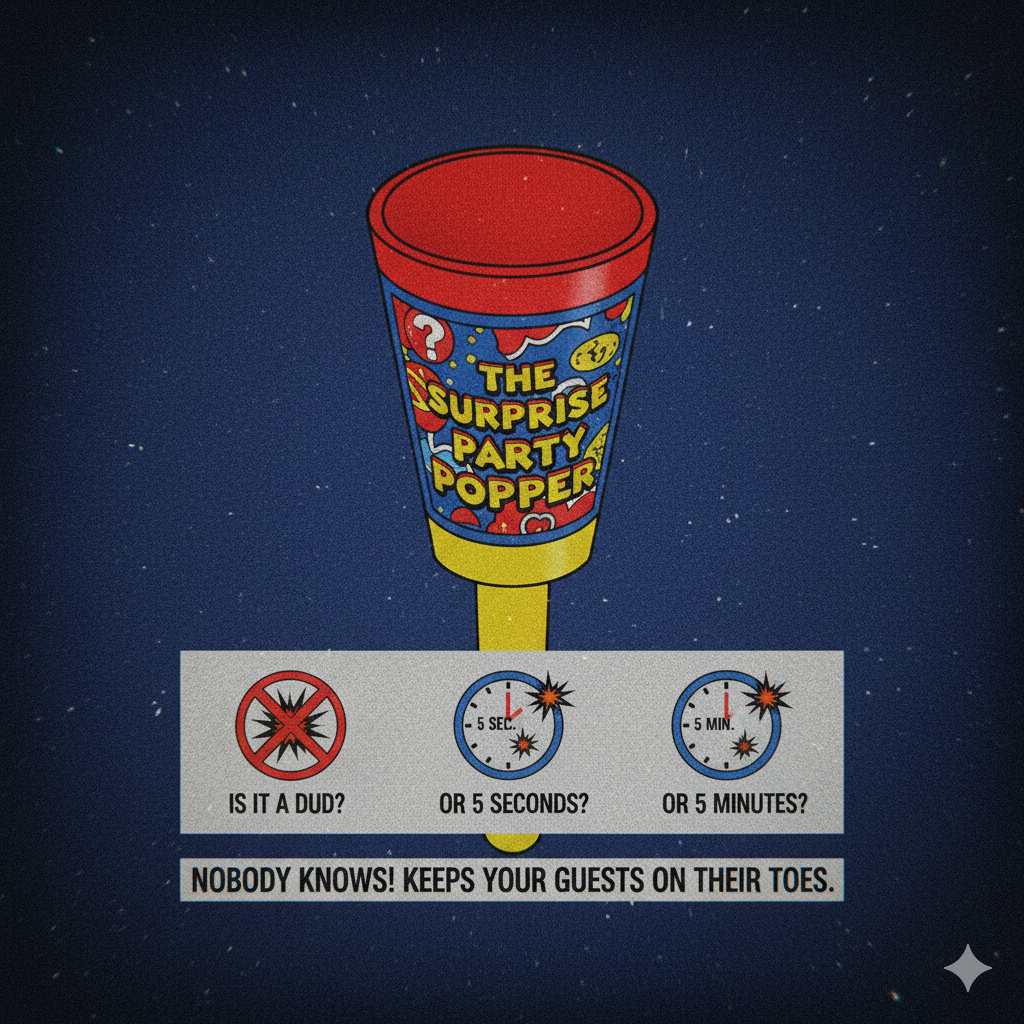 ?
THE
SURPRISE
PARTY
POPPER
5 SEC.
5 MIN.
IS IT A DUD?
OR 5 SECONDS?
OR 5 MINUTES?
NOBODY KNOWS! KEEPS YOUR GUESTS ON THEIR TOES.